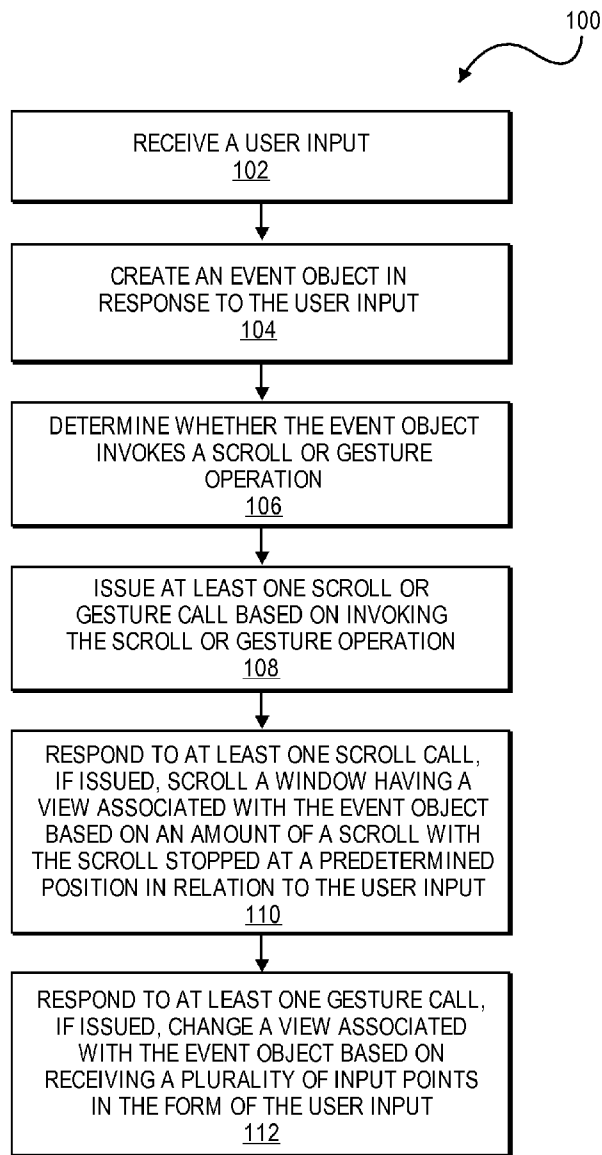 100
RECEIVE A USER INPUT
102
CREATE AN EVENT OBJECT IN
RESPONSE TO THE USER INPUT
104
DETERMINE WHETHER THE EVENT OBJECT
INVOKES A SCROLL OR GESTURE
OPERATION
106
ISSUE AT LEAST ONE SCROLL OR
GESTURE CALL BASED ON INVOKING
THE SCROLL OR GESTURE OPERATION
108
RESPOND TO AT LEAST ONE SCROLL CALL,
IF ISSUED, SCROLL A WINDOW HAVING A
VIEW ASSOCIATED WITH THE EVENT OBJECT
BASED ON AN AMOUNT OF A SCROLL WITH
THE SCROLL STOPPED AT A PREDETERMINED
POSITION IN RELATION TO THE USER INPUT
110
RESPOND TO AT LEAST ONE GESTURE CALL,
IF ISSUED, CHANGE A VIEW ASSOCIATED
WITH THE EVENT OBJECT BASED ON
RECEIVING A PLURALITY OF INPUT POINTS
IN THE FORM OF THE USER INPUT
112